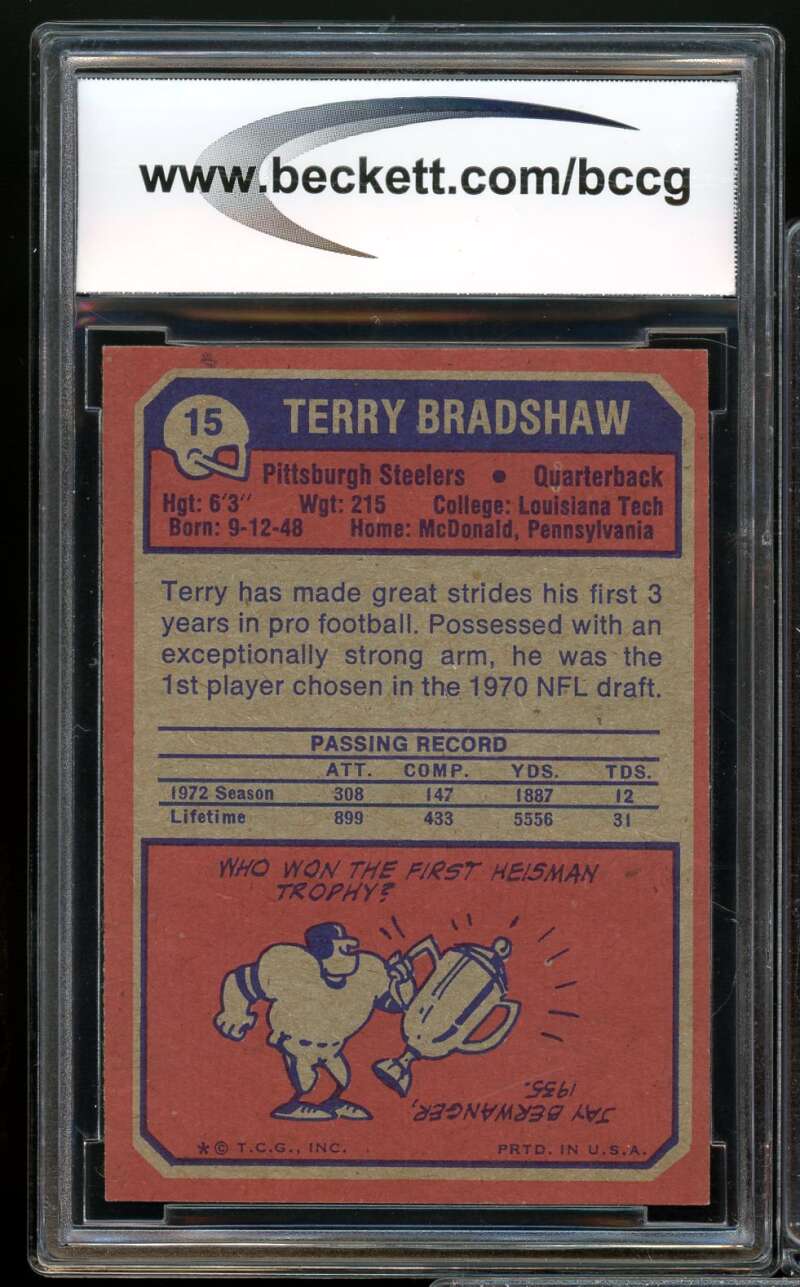 www.beckett.com/bccg
15 TERRY BRADSHAW
Pittsburgh Steelers • Quarterback
Hgt: 6'3" Wgt: 215 College: Louisiana Tech
Born: 9-12-48 Home: McDonald, Pennsylvania
Terry has made great strides his first 3
years in pro football. Possessed with an
exceptionally strong arm, he was the
1st player chosen in the 1970 NFL draft.
PASSING RECORD
ATT. COMP. YDS. TDS.
1972 Season 308 147 1887 12
Lifetime 899 433 5556 31
WHO WON THE FIRST HEISMAN
TROPHY?
JAY BERWANGER,
1935.
* © T.C.G., INC. PRTD. IN U.S.A.